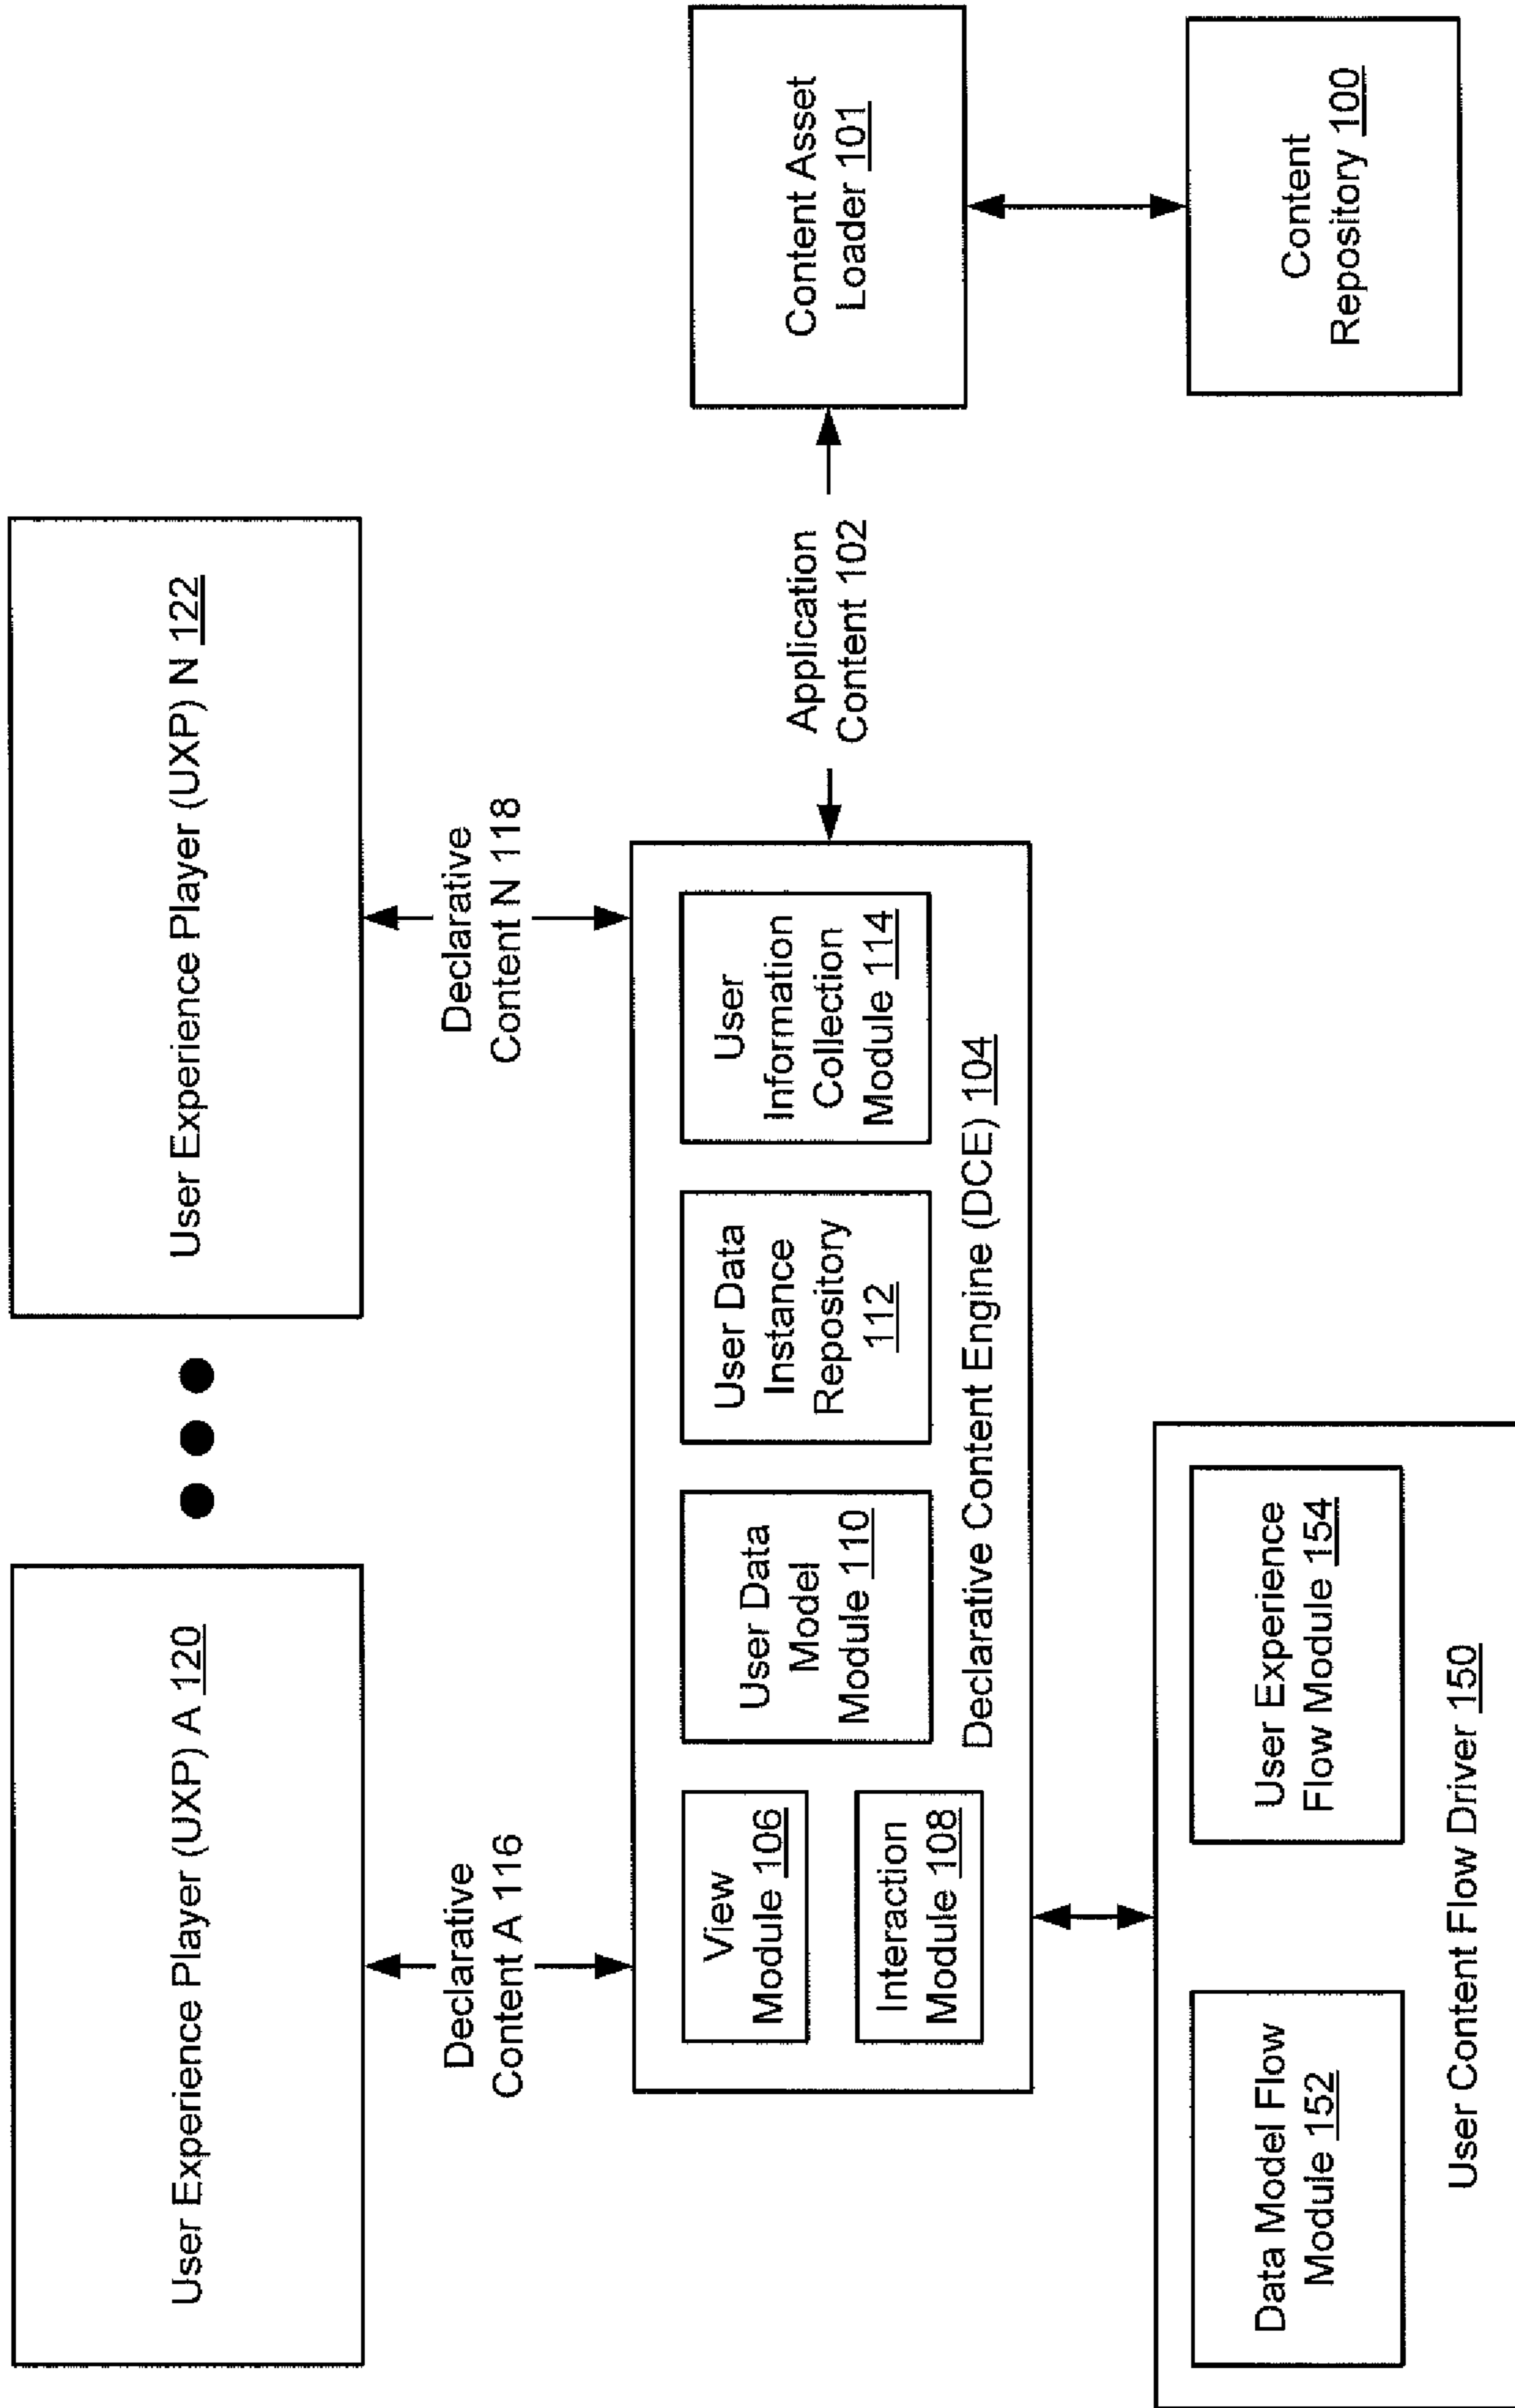 User Experience Player (UXP) A 120
User Experience Player (UXP) N 122
Declarative
Content A 116
Declarative
Content N 118
View
Module 106
Interaction
Module 108
User Data
Model
Module 110
User Data
Instance
Repository
112
User
Information
Collection
Module 114
Declarative Content Engine (DCE) 104
Application
Content 102
Content Asset
Loader 101
Content
Repository 100
Data Model Flow
Module 152
User Experience
Flow Module 154
User Content Flow Driver 150